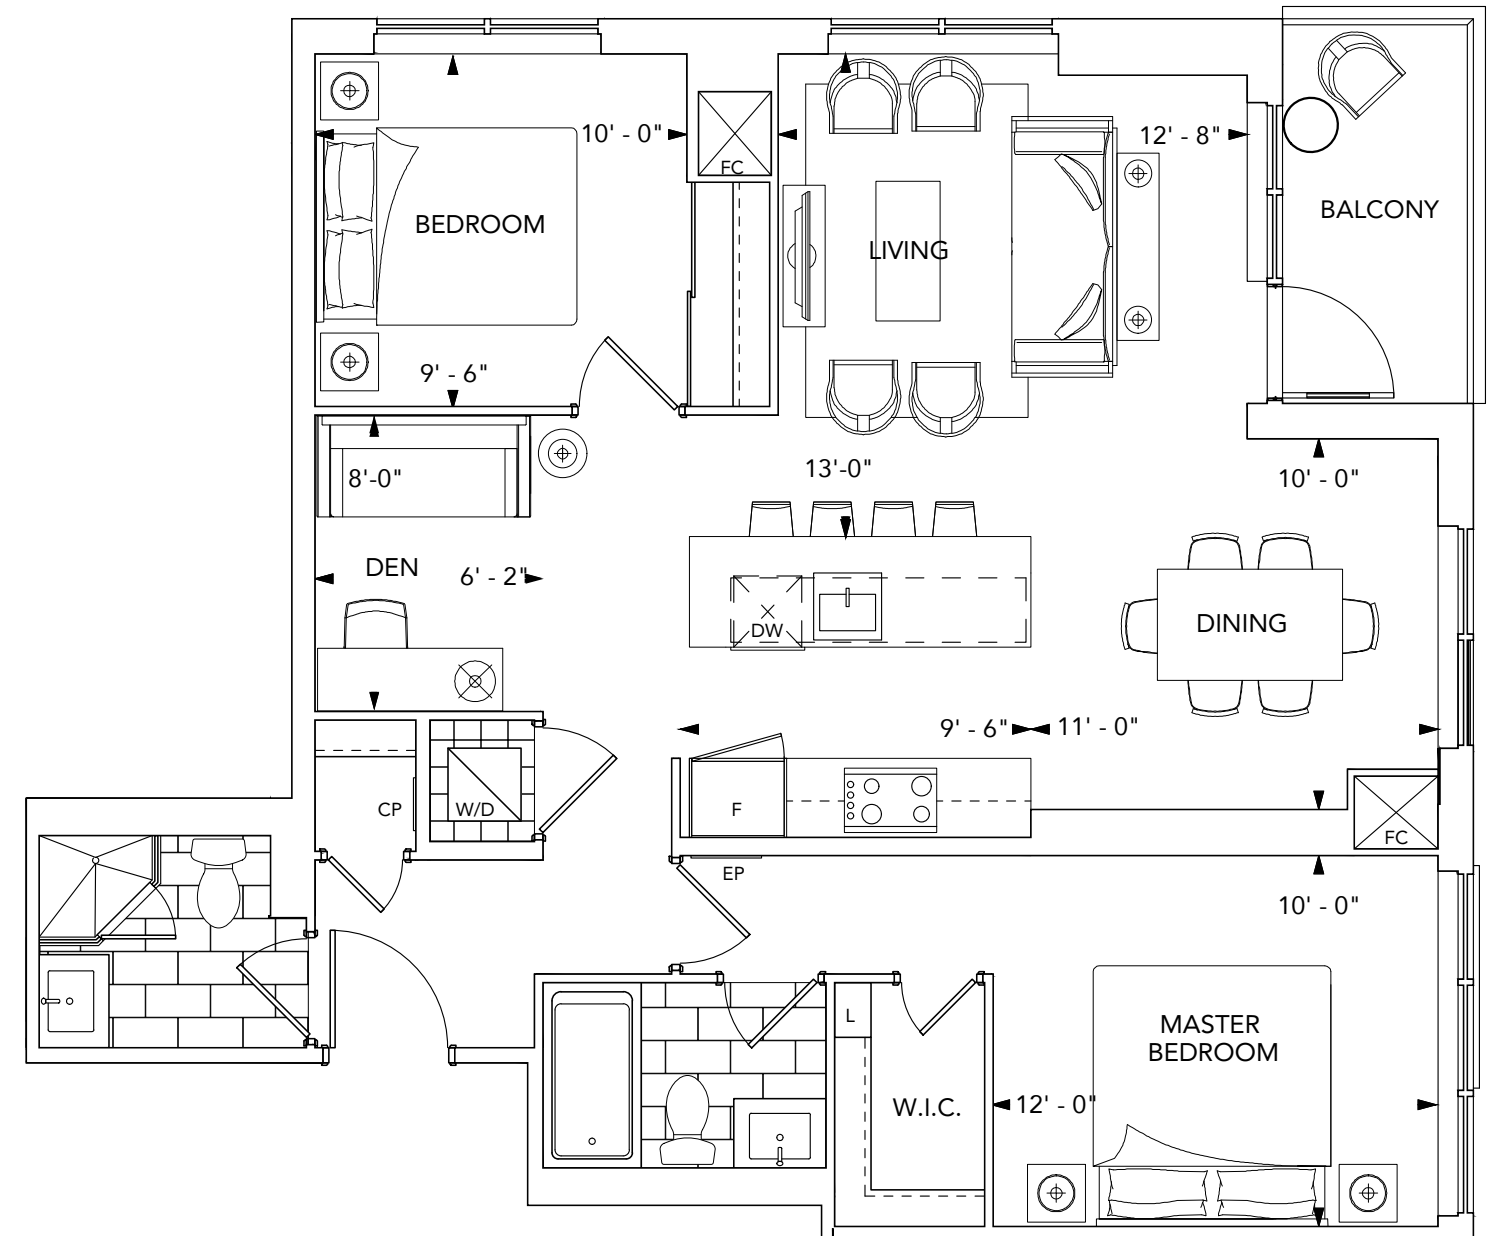 10' - 0"
12' - 8"
FC
BALCONY
BEDROOM
LIVING
9' - 6"
13'-0"
8'-0"
10' - 0"
DEN
6' - 2"
DINING
DW
9' - 6"
11' - 0"
CP
W/D
F
FC
EP
10' - 0"
L
MASTER
BEDROOM
W.I.C.
12' - 0"